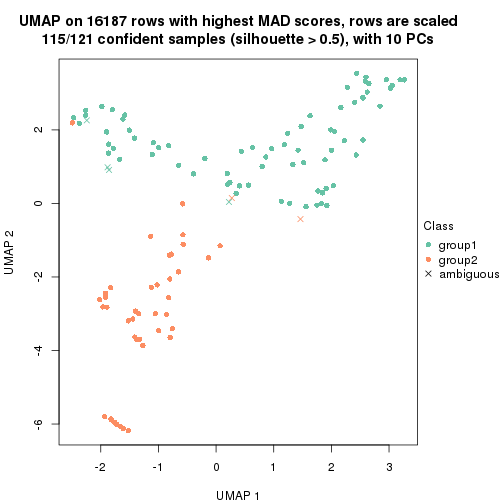 UMAP on 16187 rows with highest MAD scores, rows are scaled
115/121 confident samples (silhouette > 0.5), with 10 PCs
UMAP 2
2
0
-2
-4
-6
-2
-1
0
1
2
3
UMAP 1
Class
group1
group2
ambiguous